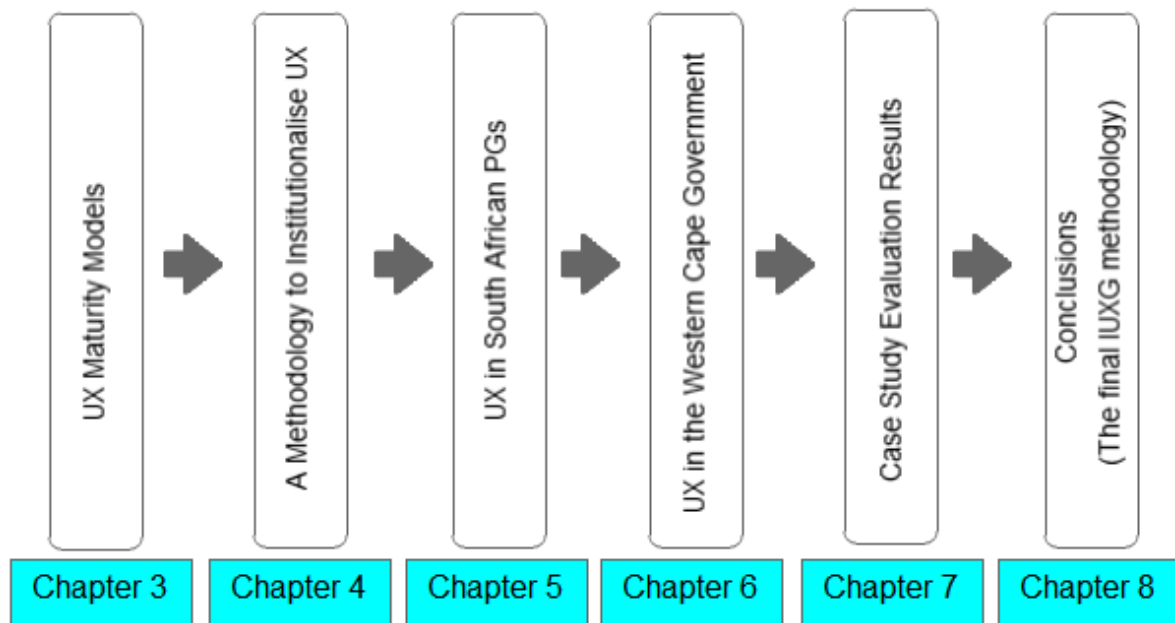 UX Maturity Models
A Methodology to Institutionalise UX
UX in South African PGs
UX in the Western Cape Government
Case Study Evaluation Results
Conclusions
(The final IUXG methodology)
Chapter 3
Chapter 4
Chapter 5
Chapter 6
Chapter 7
Chapter 8